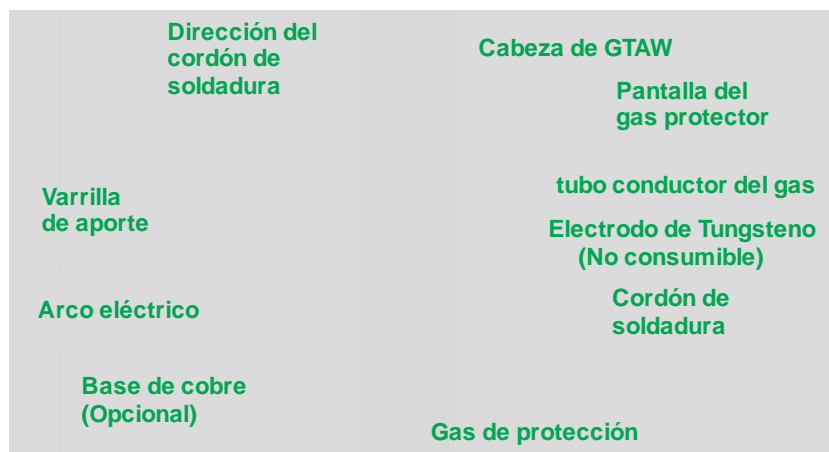 Dirección del
cordón de
soldadura
Cabeza de GTAW
Pantalla del
gas protector
Varrilla
de aporte
tubo conductor del gas
Electrodo de Tungsteno
(No consumible)
Arco eléctrico
Cordón de
soldadura
Base de cobre
(Opcional)
Gas de protección